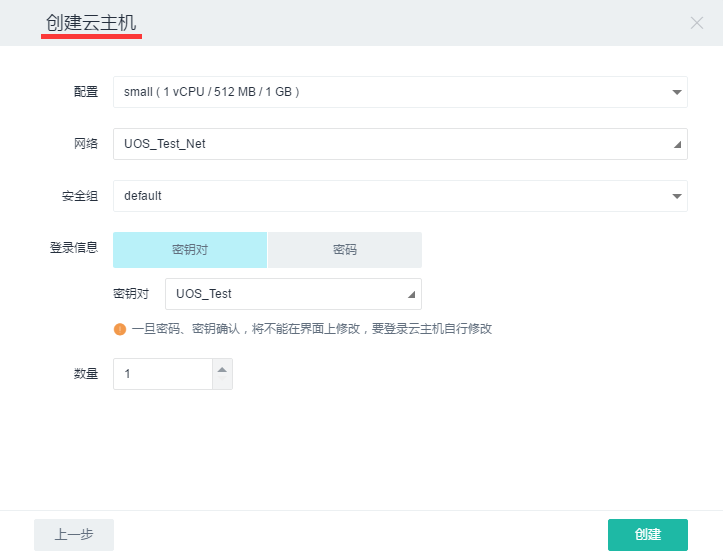 创建云主机
配置 small ( 1 vCPU / 512 MB / 1 GB )
网络 UOS_Test_Net
安全组 default
登录信息 密钥对 密码
密钥对 UOS_Test
一旦密码、密钥确认，将不能在界面上修改，要登录云主机自行修改
数量 1
上一步 创建